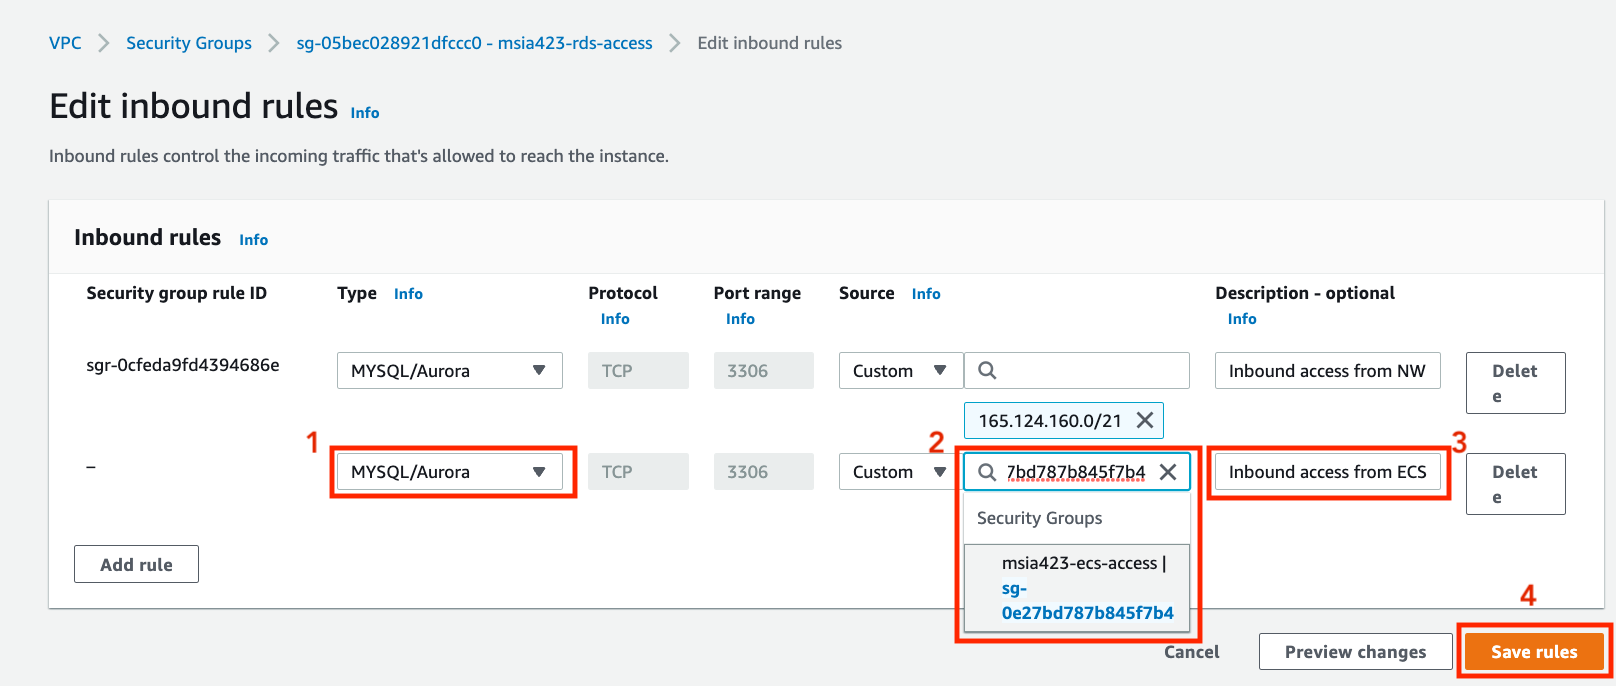 VPC > Security Groups > sg-05bec028921dfccc0 - msia423-rds-access > Edit inbound rules
Edit inbound rules Info
Inbound rules control the incoming traffic that's allowed to reach the instance.
Inbound rules Info
Security group rule ID Type Info Protocol Port range Source Info Description - optional
Info Info Info
sgr-0cfeda9fd4394686e MYSQL/Aurora TCP 3306 Custom Inbound access from NW Delet
e
165.124.160.0/21
1 2 3
– MYSQL/Aurora TCP 3306 Custom 7bd787b845f7b4 Inbound access from ECS Delet
e
Security Groups
msia423-ecs-access |
sg-
0e27bd787b845f7b4
Add rule
4
Cancel Preview changes Save rules